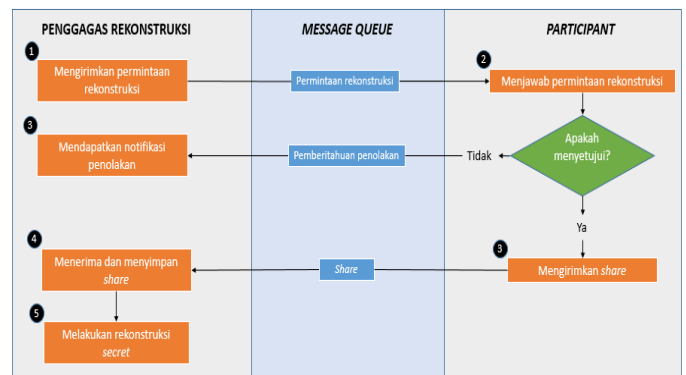 PENGGAGAS REKONSTRUKSI
MESSAGE QUEUE
PARTICIPANT
1
Mengirimkan permintaan
rekonstruksi
Permintaan rekonstruksi
2
Menjawab permintaan rekonstruksi
3
Mendapatkan notifikasi
penolakan
Pemberitahuan penolakan
Tidak
Apakah
menyetujui?
Ya
4
Menerima dan menyimpan
share
Share
3
Mengirimkan share
5
Melakukan rekonstruksi
secret